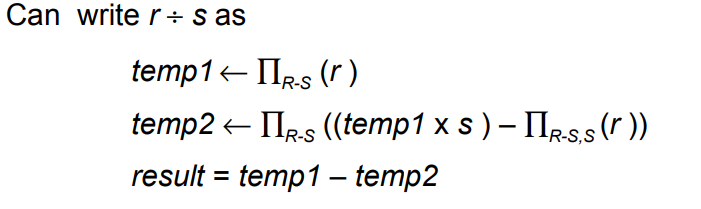 Can write r ÷ s as
temp1 ← ∏R-S (r )
temp2 ← ∏R-S ((temp1 x s ) – ∏R-S,S (r ))
result = temp1 – temp2